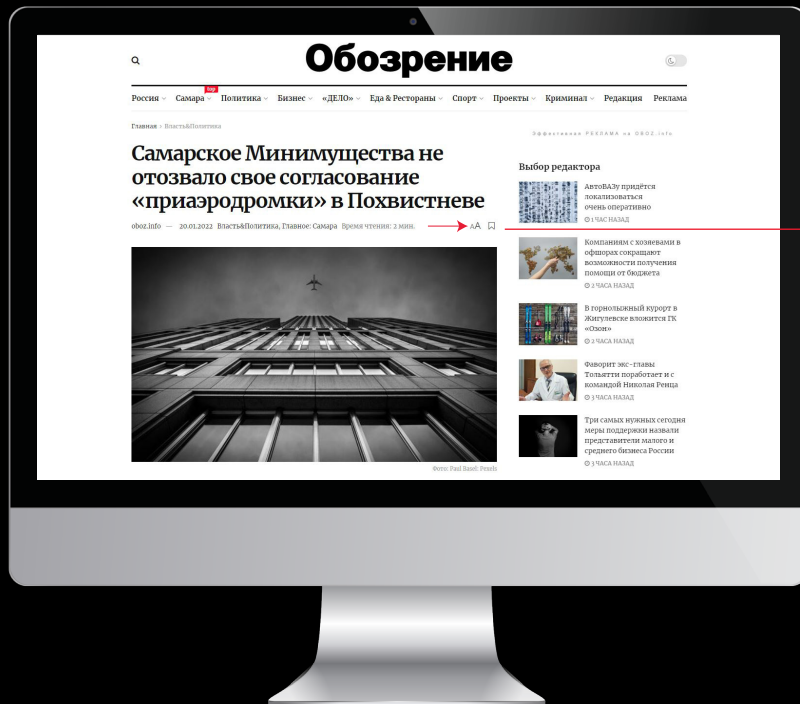 Обозрение
Россия Самара Политика Бизнес «ДЕЛО» Еда & Рестораны Спорт Проекты Криминал Редакция Реклама
Главная > Власть&Политика
Самарское Минимущества не
отозвало свое согласование
«приаэродромки» в Похвистневе
oboz.info — 20.01.2022 Власть&Политика, Главное: Самара Время чтения: 2 мин. AA
Фото: Paul Basel: Pexels
Эффективная РЕКЛАМА на OBOZ.info
Выбор редактора
АвтоВАЗу придётся
локализоваться
очень оперативно
1 ЧАС НАЗАД
Компаниям с хозяевами в
офшорах сокращают
возможности получения
помощи от бюджета
2 ЧАСА НАЗАД
В горнолыжный курорт в
Жигулевске вложится ГК
«Озон»
2 ЧАСА НАЗАД
Фаворит экс-главы
Тольятти поработает и с
командой Николая Ренца
3 ЧАСА НАЗАД
Три самых нужных сегодня
меры поддержки назвали
представители малого и
среднего бизнеса России
3 ЧАСА НАЗАД